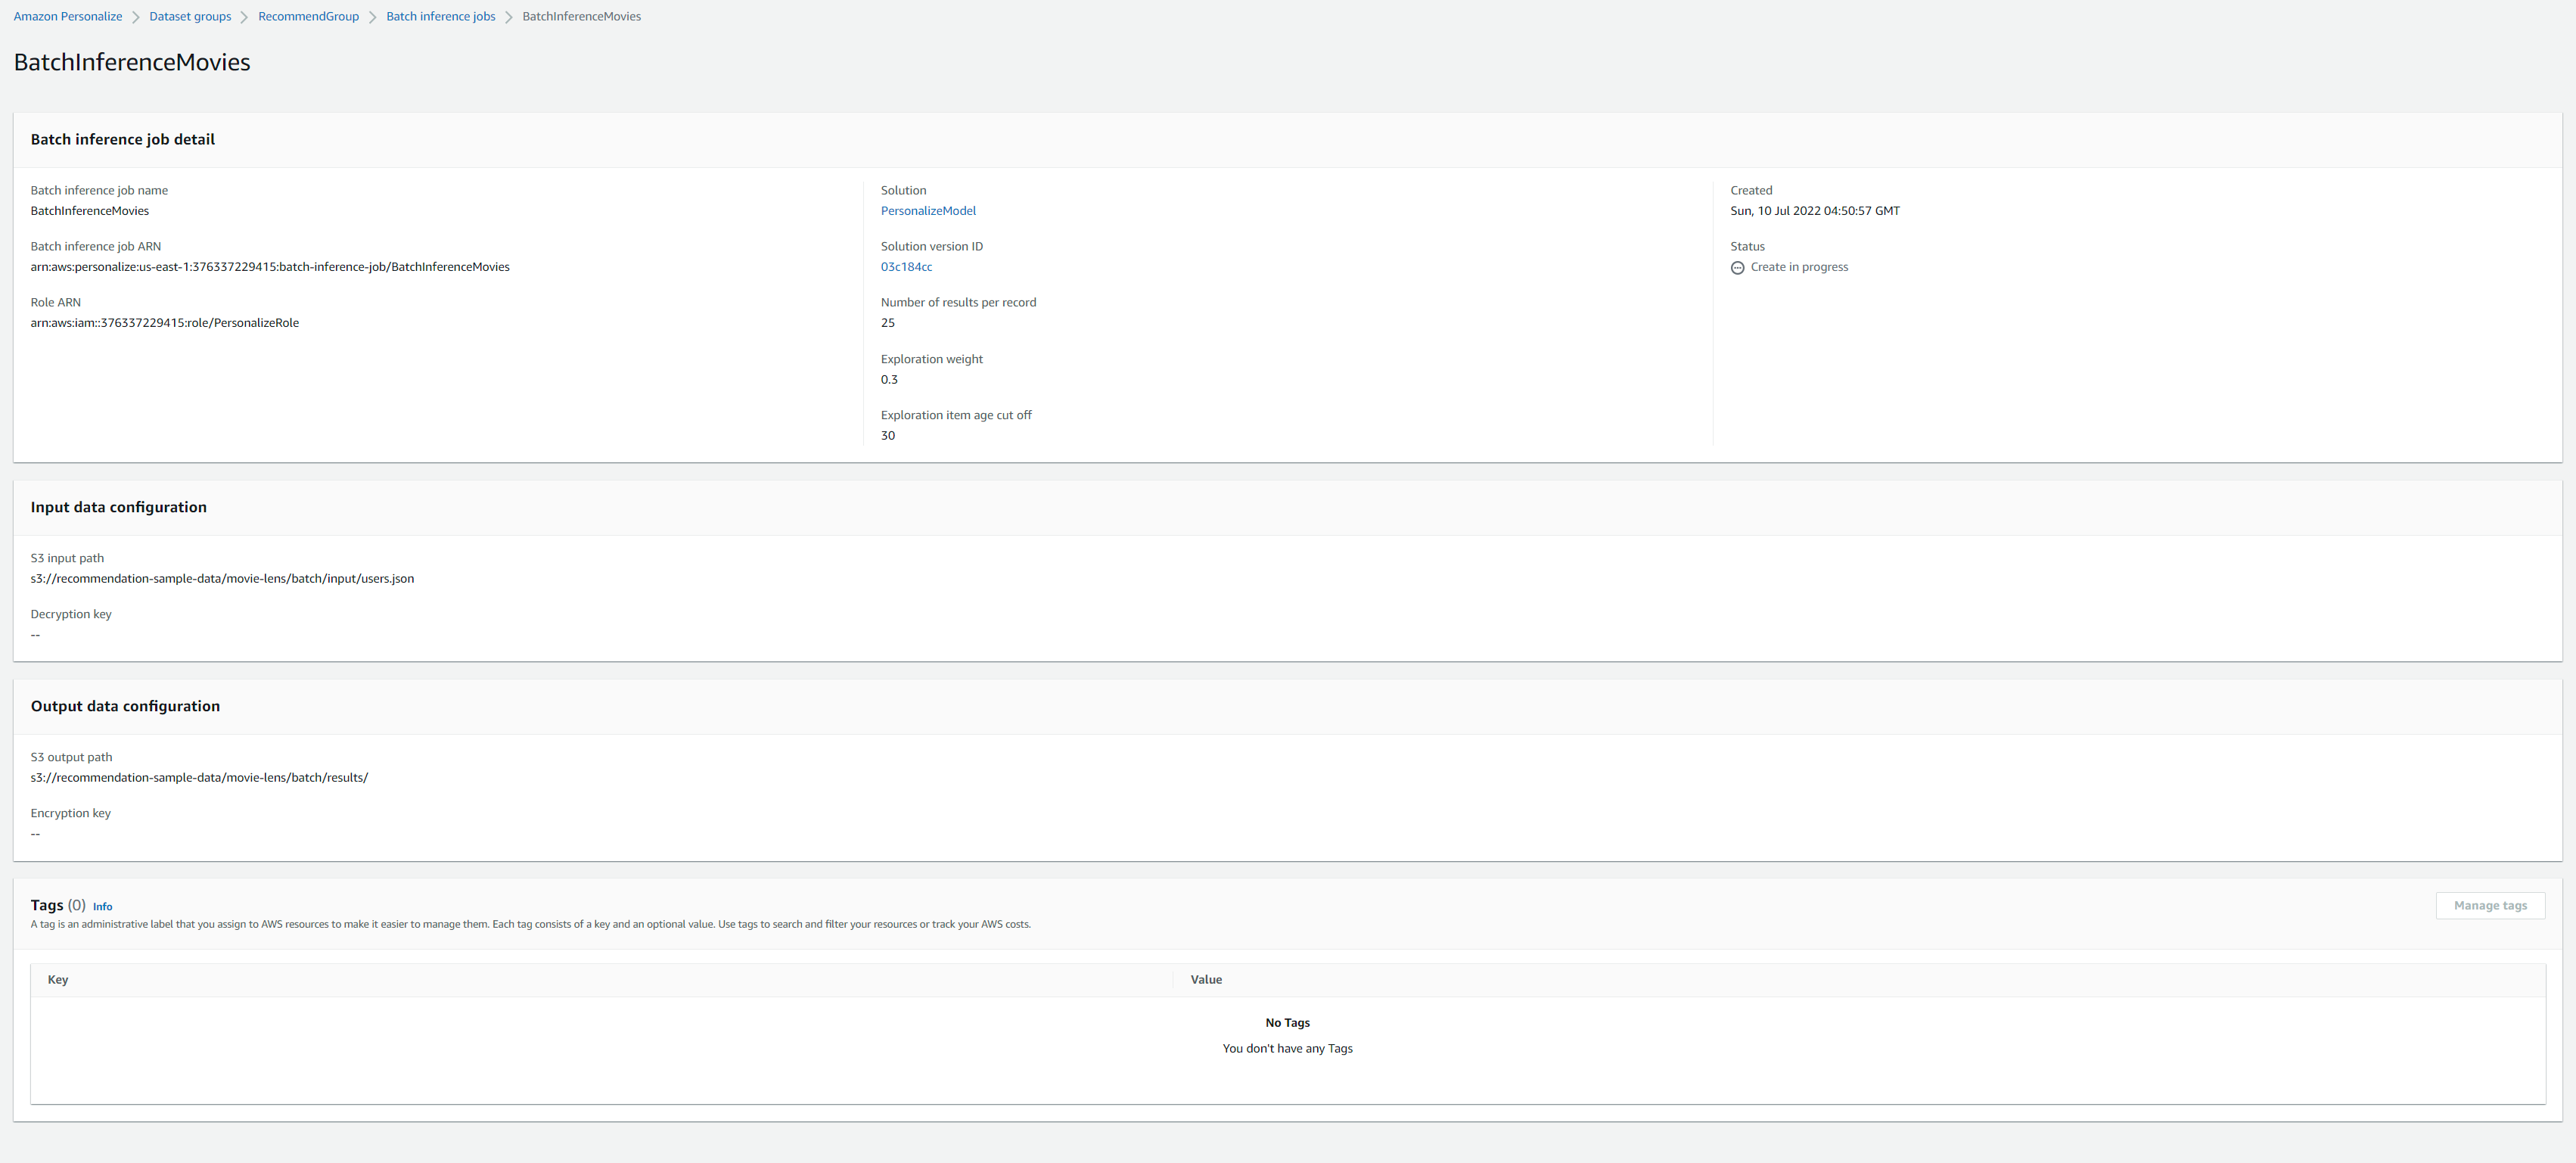 Amazon Personalize > Dataset groups > RecommendGroup > Batch inference jobs > BatchInferenceMovies
BatchInferenceMovies
Batch inference job detail
Batch inference job name
BatchInferenceMovies
Batch inference job ARN
arn:aws:personalize:us-east-1:376337229415:batch-inference-job/BatchInferenceMovies
Role ARN
arn:aws:iam::376337229415:role/PersonalizeRole
Solution
PersonalizeModel
Solution version ID
03c184cc
Number of results per record
25
Exploration weight
0.3
Exploration item age cut off
30
Created
Sun, 10 Jul 2022 04:50:57 GMT
Status
Create in progress
Input data configuration
S3 input path
s3://recommendation-sample-data/movie-lens/batch/input/users.json
Decryption key
--
Output data configuration
S3 output path
s3://recommendation-sample-data/movie-lens/batch/results/
Encryption key
--
Tags (0) Info
Manage tags
A tag is an administrative label that you assign to AWS resources to make it easier to manage them. Each tag consists of a key and an optional value. Use tags to search and filter your resources or track your AWS costs.
Key Value
No Tags
You don't have any Tags